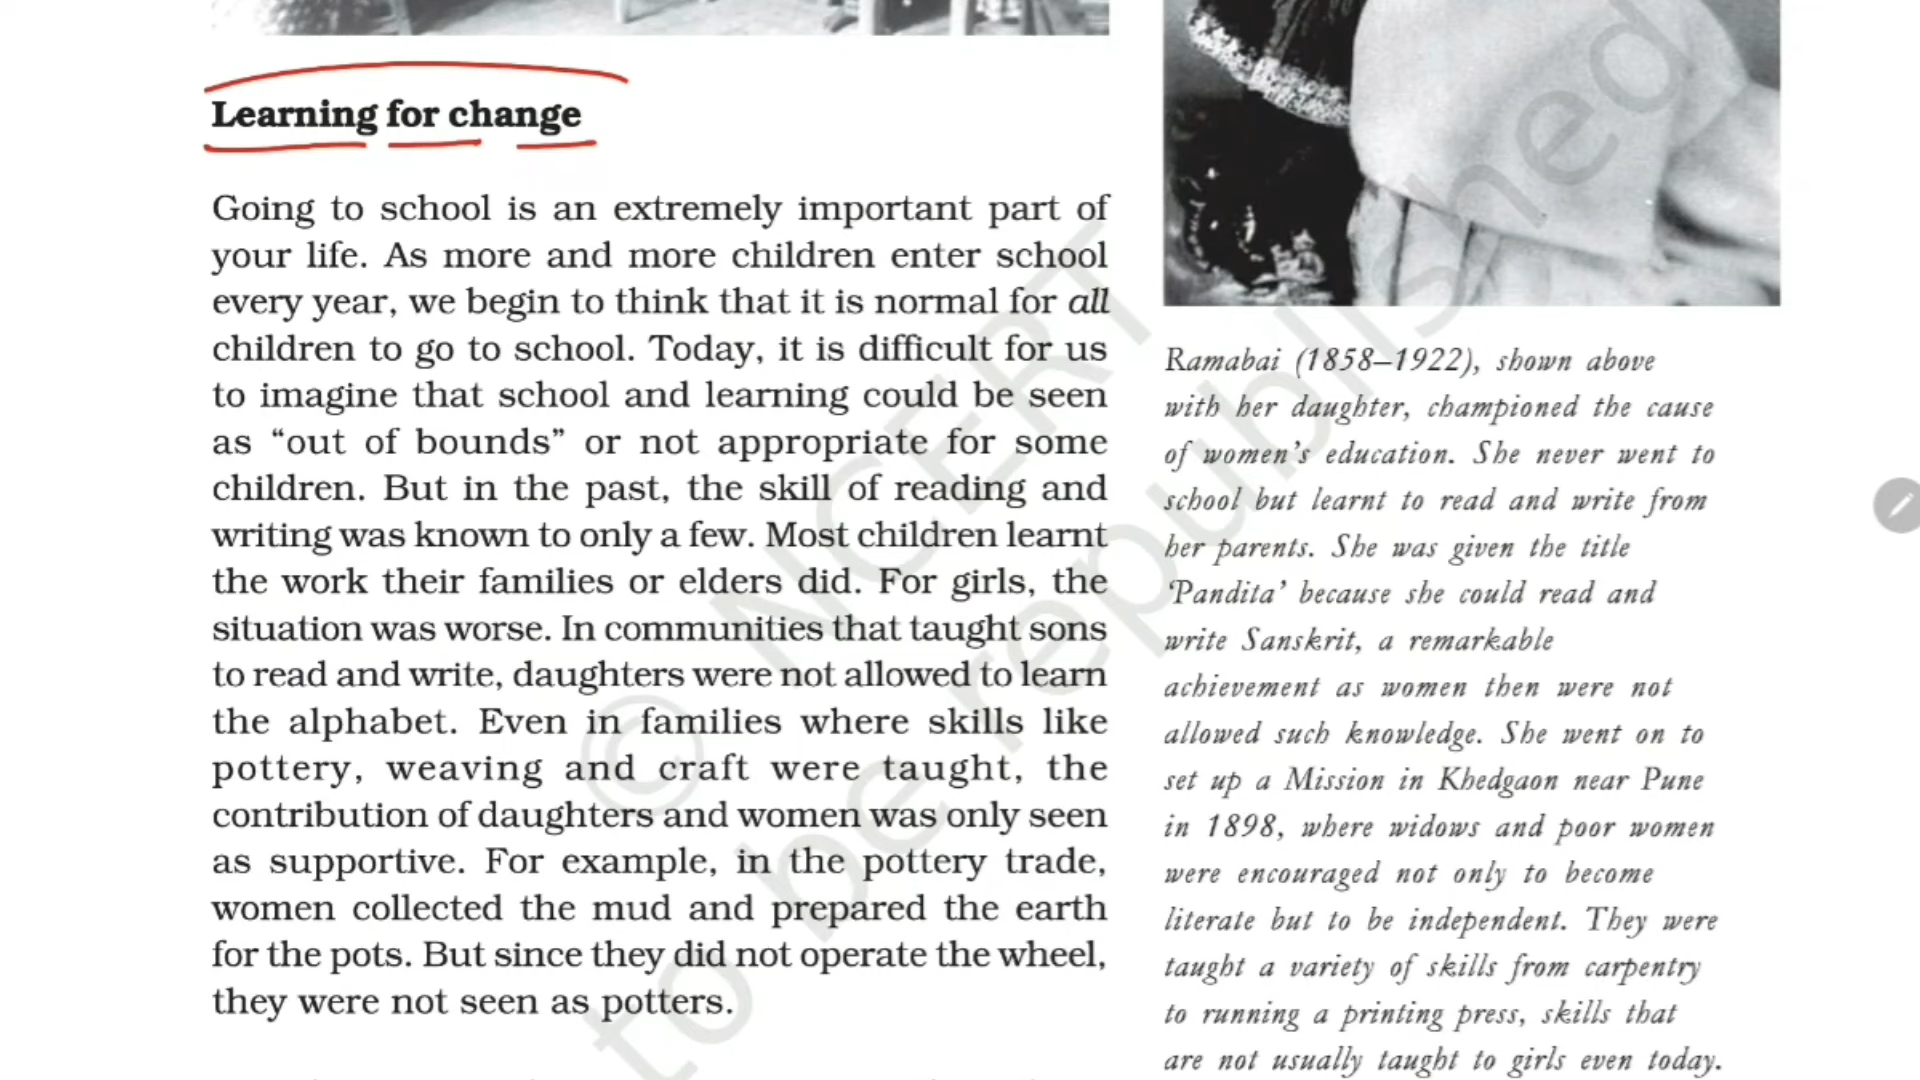 Learning for change
Going to school is an extremely important part of
your life. As more and more children enter school
every year, we begin to think that it is normal for all
children to go to school. Today, it is difficult for us
to imagine that school and learning could be seen
as “out of bounds” or not appropriate for some
children. But in the past, the skill of reading and
writing was known to only a few. Most children learnt
the work their families or elders did. For girls, the
situation was worse. In communities that taught sons
to read and write, daughters were not allowed to learn
the alphabet. Even in families where skills like
pottery, weaving and craft were taught, the
contribution of daughters and women was only seen
as supportive. For example, in the pottery trade,
women collected the mud and prepared the earth
for the pots. But since they did not operate the wheel,
they were not seen as potters.
Ramabai (1858–1922), shown above
with her daughter, championed the cause
of women’s education. She never went to
school but learnt to read and write from
her parents. She was given the title
‘Pandita’ because she could read and
write Sanskrit, a remarkable
achievement as women then were not
allowed such knowledge. She went on to
set up a Mission in Khedgaon near Pune
in 1898, where widows and poor women
were encouraged not only to become
literate but to be independent. They were
taught a variety of skills from carpentry
to running a printing press, skills that
are not usually taught to girls even today.
© NCERT
to be republished